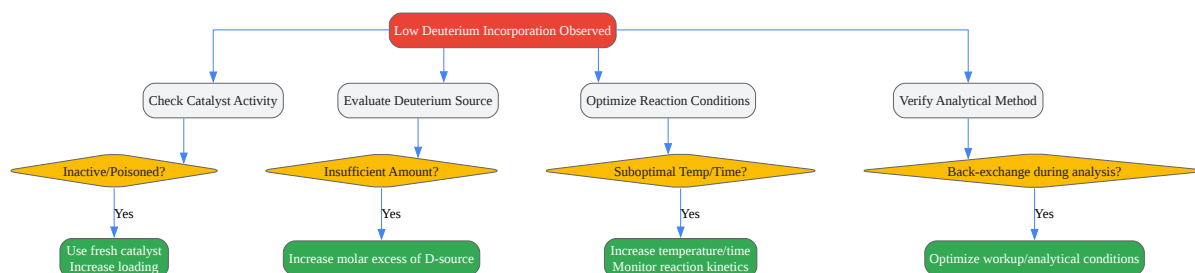 Low Deuterium Incorporation Observed
Check Catalyst Activity
Evaluate Deuterium Source
Optimize Reaction Conditions
Verify Analytical Method
Inactive/Poisoned?
Insufficient Amount?
Suboptimal Temp/Time?
Back-exchange during analysis?
Yes
Yes
Yes
Yes
Use fresh catalyst
Increase loading
Increase molar excess of D-source
Increase temperature/time
Monitor reaction kinetics
Optimize workup/analytical conditions